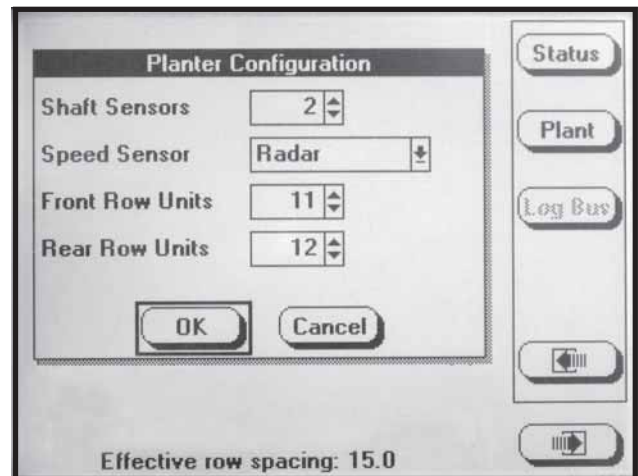 Planter Configuration
Shaft Sensors 2
Speed Sensor Radar
Front Row Units 11
Rear Row Units 12
OK Cancel
Effective row spacing: 15.0
Status
Plant
Log Bus